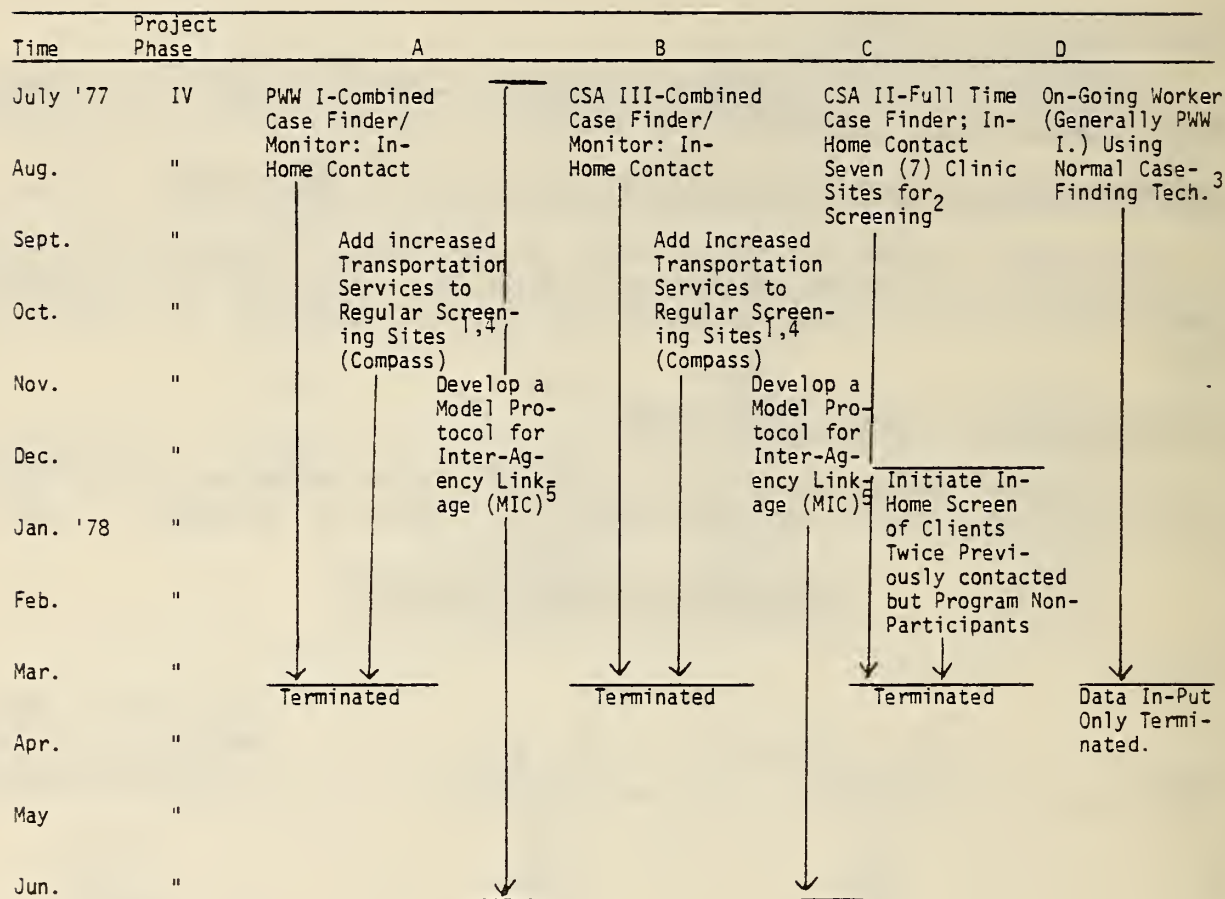 Project
Time Phase A B C D
July '77 IV PWW I-Combined CSA III-Combined CSA II-Full Time On-Going Worker
Case Finder/ Case Finder/ Case Finder; In- (Generally PWW
Monitor: In- Monitor: In- Home Contact I.) Using
Aug. " Home Contact Home Contact Seven (7) Clinic Normal Case-
Sites for Finding Tech.3
Screening2
Sept. " Add increased Add Increased
Transportation Transportation
Services to Services to
Oct. " Regular Screen- Regular Screen-
ing Sites1,4 ing Sites1,4
(Compass) (Compass)
Nov. " Develop a Develop a
Model Pro- Model Pro-
tocol for tocol for
Dec. " Inter-Ag- Inter-Ag-
ency Link- ency Link- Initiate In-
age (MIC)5 age (MIC)5 Home Screen
Jan. '78 " of Clients
Twice Previ-
ously contacted
Feb. " but Program Non-
Participants
Mar. "
Terminated Terminated Terminated Data In-Put
Only Termi-
Apr. " nated.
May "
Jun. "